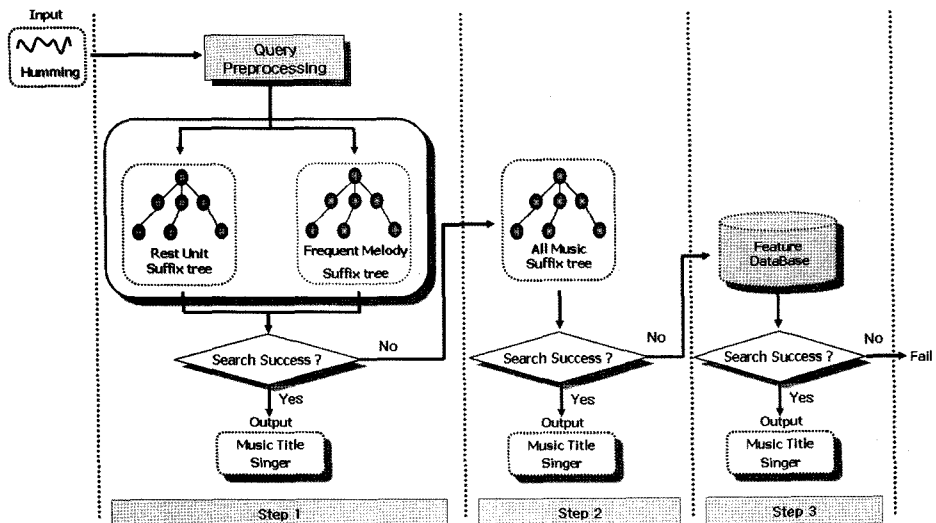 Input
Humming
Query
Preprocessing
Rest Unit
Suffix tree
Frequent Melody
Suffix tree
Search Success ?
No
Yes
Output
Music Title
Singer
Step 1
All Music
Suffix tree
Search Success ?
No
Yes
Output
Music Title
Singer
Step 2
Feature
DataBase
Search Success ?
No
Fail
Yes
Output
Music Title
Singer
Step 3